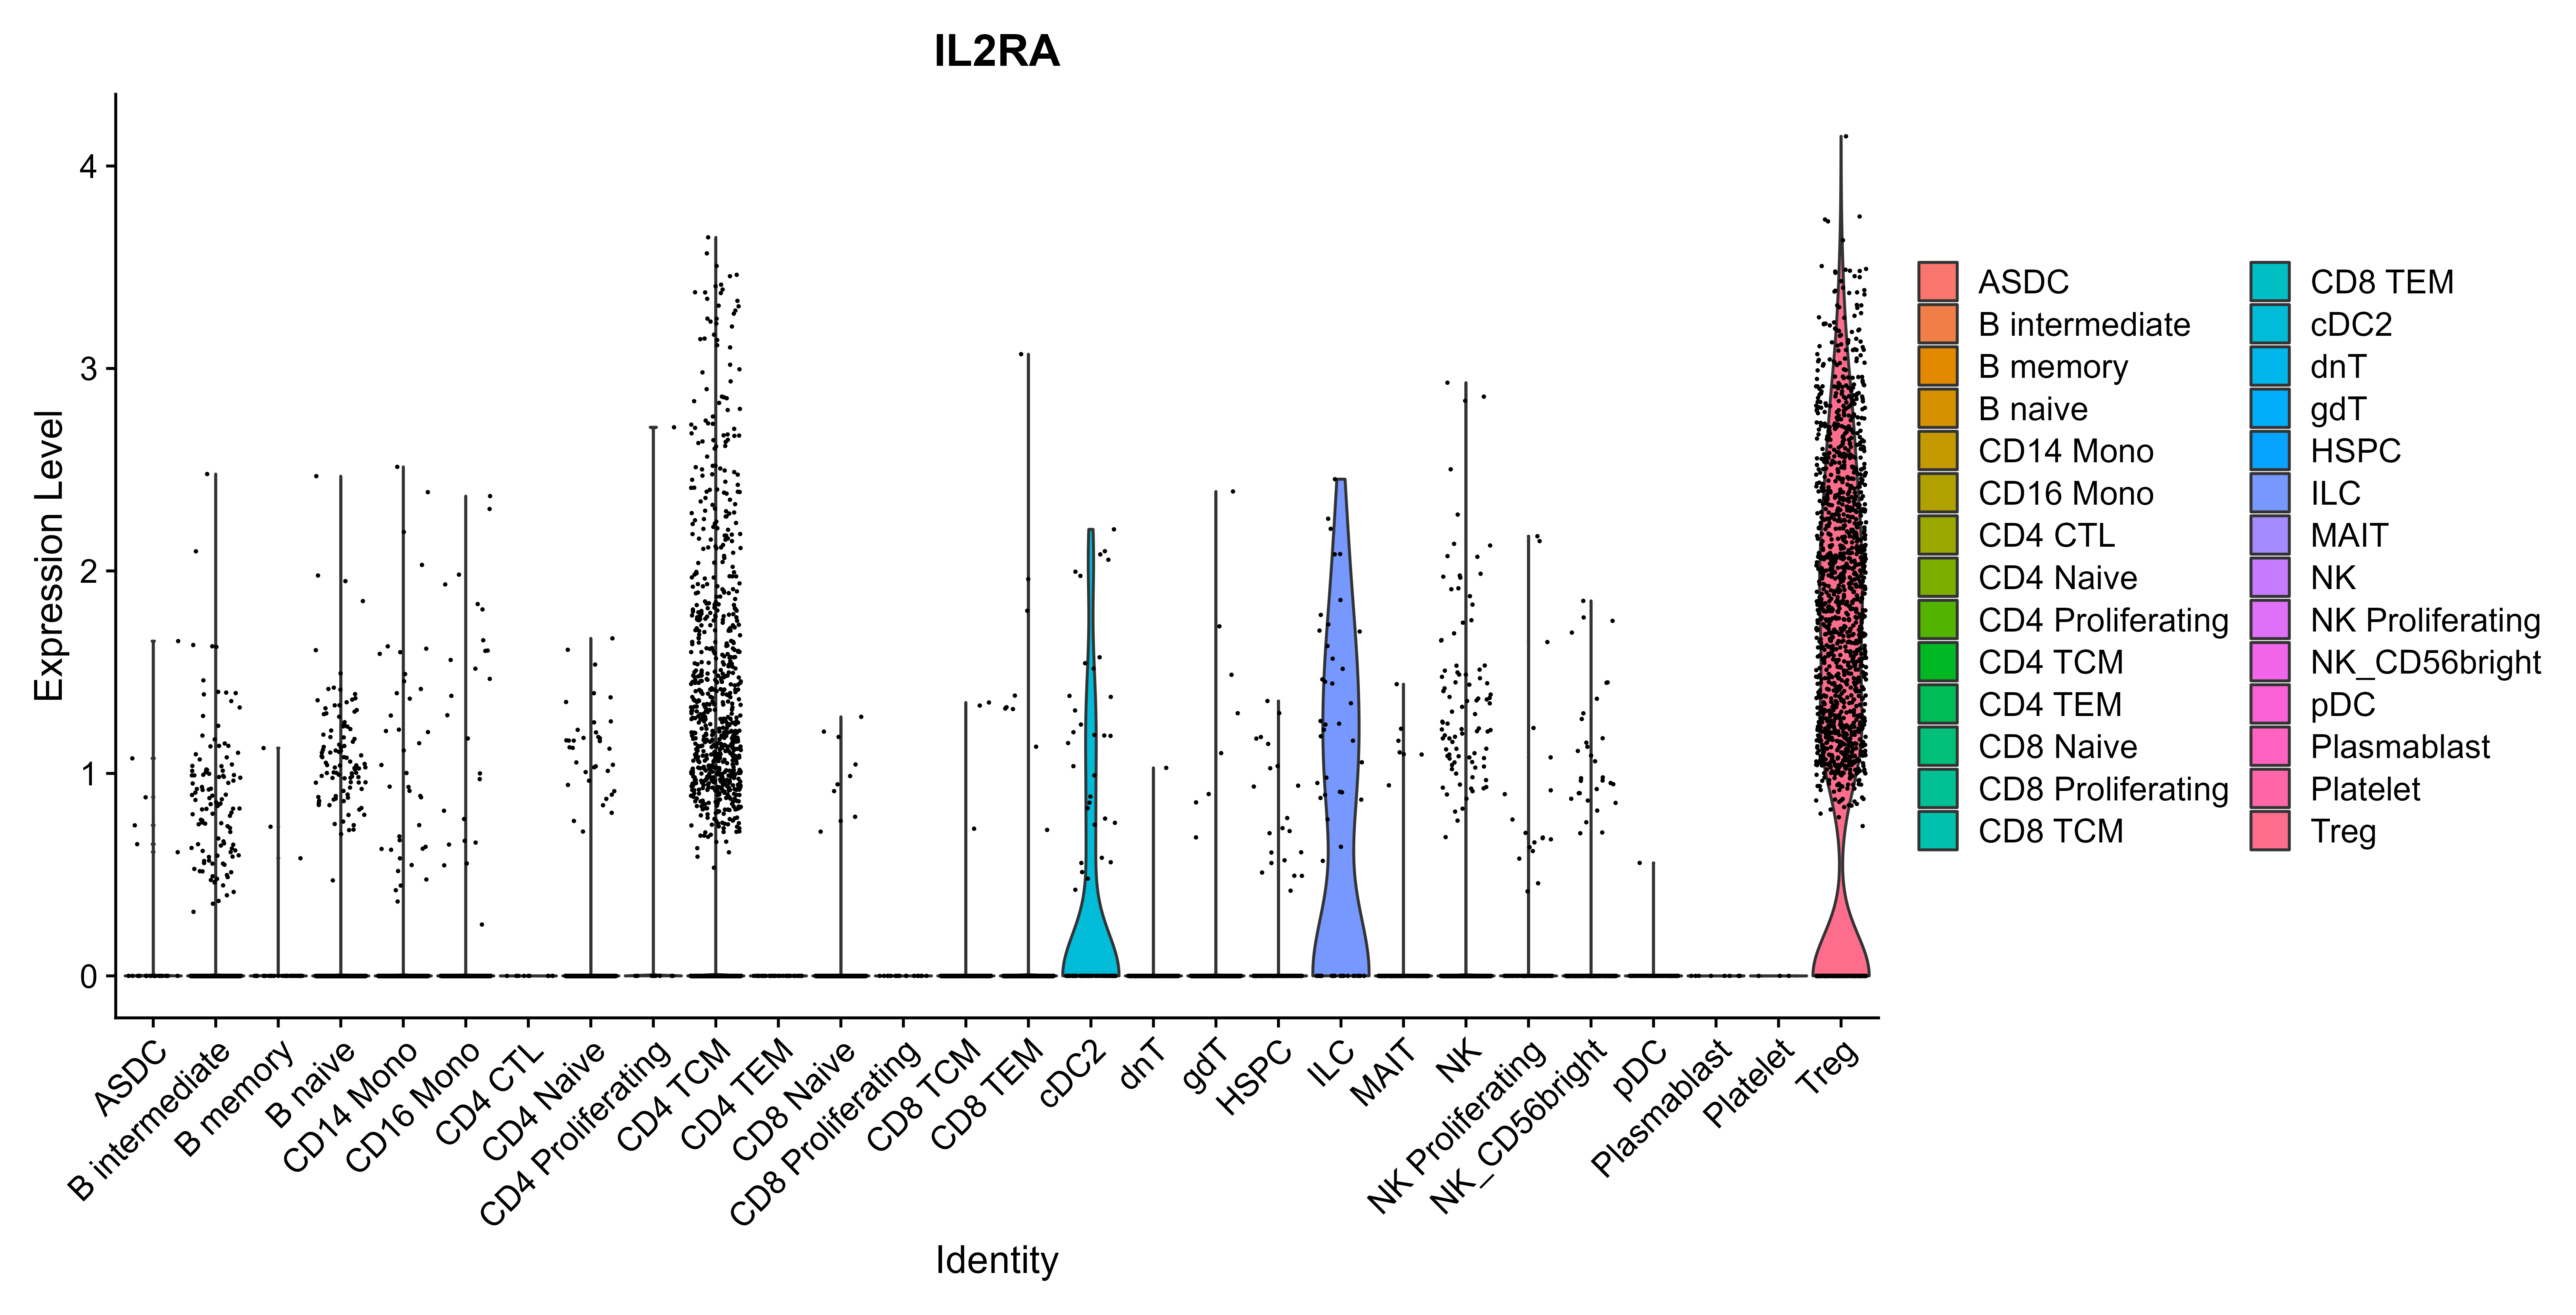 IL2RA
Expression Level
4
3
2
1
0
ASDC
B intermediate
B memory
B naive
CD14 Mono
CD16 Mono
CD4 CTL
CD4 Naive
CD4 Proliferating
CD4 TCM
CD4 TEM
CD8 Naive
CD8 Proliferating
CD8 TCM
CD8 TEM
cDC2
dnT
gdT
HSPC
ILC
MAIT
NK
NK Proliferating
NK_CD56bright
pDC
Plasmablast
Platelet
Treg
Identity
ASDC
B intermediate
B memory
B naive
CD14 Mono
CD16 Mono
CD4 CTL
CD4 Naive
CD4 Proliferating
CD4 TCM
CD4 TEM
CD8 Naive
CD8 Proliferating
CD8 TCM
CD8 TEM
cDC2
dnT
gdT
HSPC
ILC
MAIT
NK
NK Proliferating
NK_CD56bright
pDC
Plasmablast
Platelet
Treg